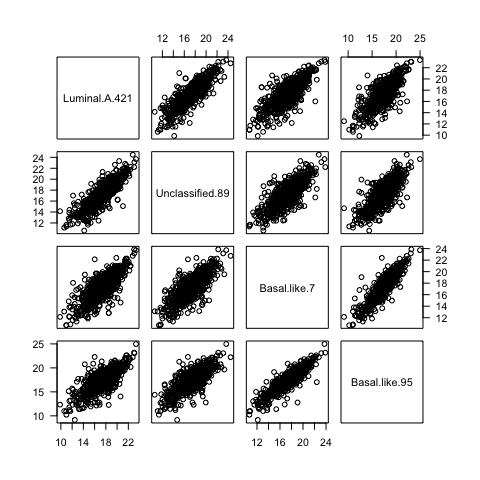 12 16 20 24
10 15 20 25
Luminal.A.421
10 12 14 16 18 20 22
12 14 16 18 20 22 24
Unclassified.89
Basal.like.7
12 14 16 18 20 22 24
10 15 20 25
Basal.like.95
10 14 18 22
12 16 20 24